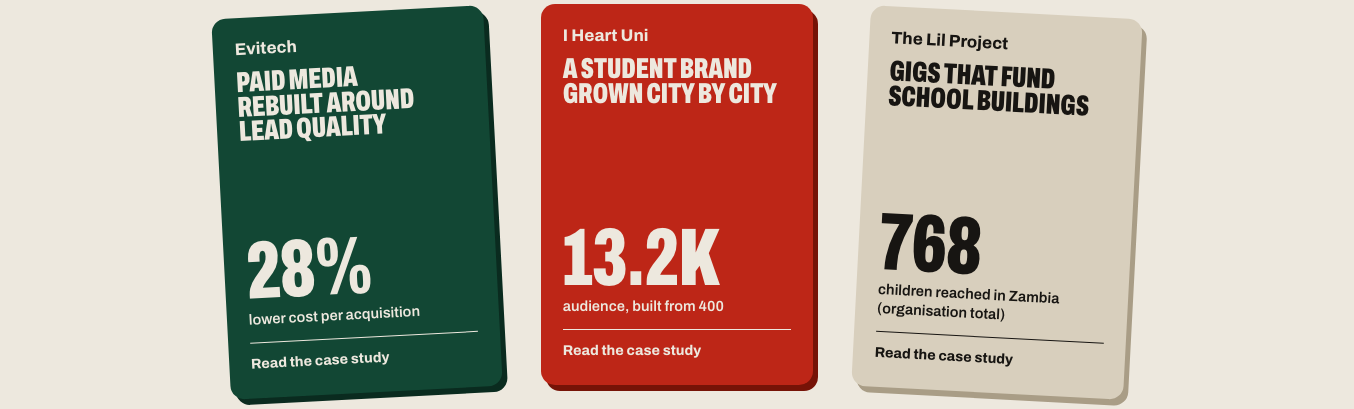 Evitech
PAID MEDIA
REBUILT AROUND
LEAD QUALITY
28%
lower cost per acquisition
Read the case study
I Heart Uni
A STUDENT BRAND
GROWN CITY BY CITY
13.2K
audience, built from 400
Read the case study
The Lil Project
GIGS THAT FUND
SCHOOL BUILDINGS
768
children reached in Zambia
(organisation total)
Read the case study